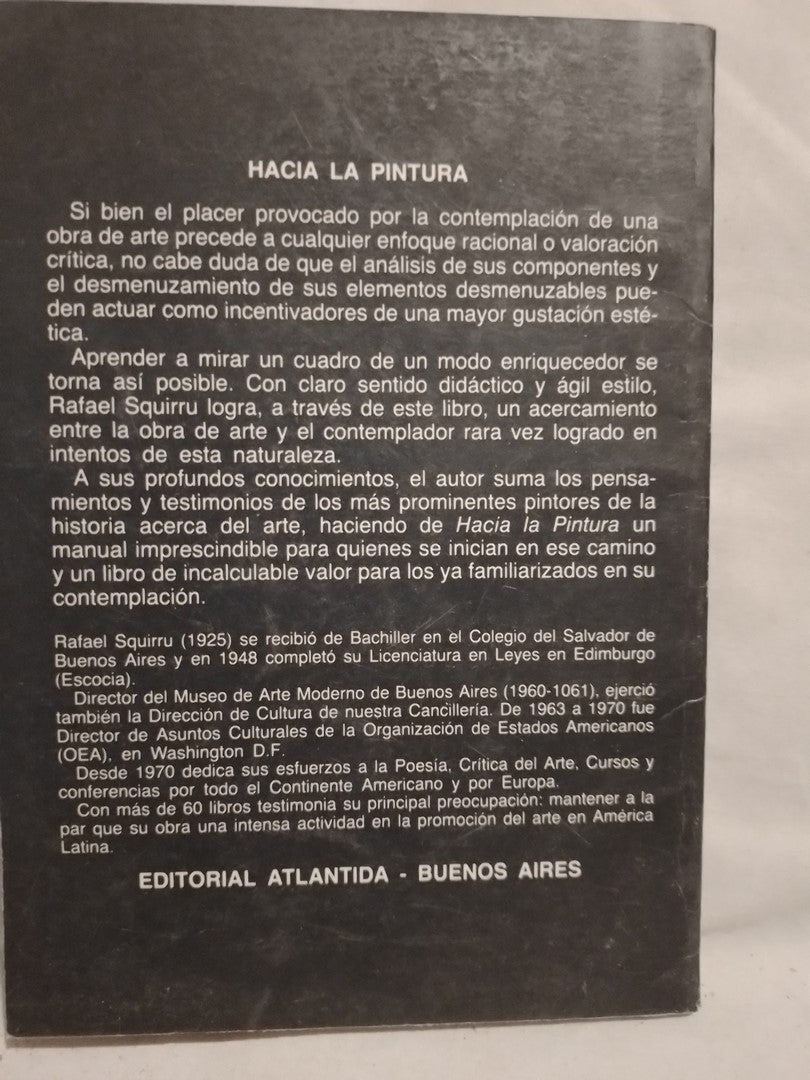 HACIA LA PINTURA
Si bien el placer provocado por la contemplación de una
obra de arte precede a cualquier enfoque racional o valoración
crítica, no cabe duda de que el análisis de sus componentes y
el desmenuzamiento de sus elementos desmenuzables pue-
den actuar como incentivadores de una mayor gustación esté-
tica.
Aprender a mirar un cuadro de un modo enriquecedor se
torna así posible. Con claro sentido didáctico y ágil estilo,
Rafael Squirru logra, a través de este libro, un acercamiento
entre la obra de arte y el contemplador rara vez logrado en
intentos de esta naturaleza.
A sus profundos conocimientos, el autor suma los pensa-
mientos y testimonios de los más prominentes pintores de la
historia acerca del arte, haciendo de Hacia la Pintura un
manual imprescindible para quienes se inician en ese camino
y un libro de incalculable valor para los ya familiarizados en su
contemplación.
Rafael Squirru (1925) se recibió de Bachiller en el Colegio del Salvador de
Buenos Aires y en 1948 completó su Licenciatura en Leyes en Edimburgo
(Escocia).
Director del Museo de Arte Moderno de Buenos Aires (1960-1061), ejerció
también la Dirección de Cultura de nuestra Cancillería. De 1963 a 1970 fue
Director de Asuntos Culturales de la Organización de Estados Americanos
(OEA), en Washington D.F.
Desde 1970 dedica sus esfuerzos a la Poesía, Crítica del Arte, Cursos y
conferencias por todo el Continente Americano y por Europa.
Con más de 60 libros testimonia su principal preocupación: mantener a la
par que su obra una intensa actividad en la promoción del arte en América
Latina.
EDITORIAL ATLANTIDA - BUENOS AIRES